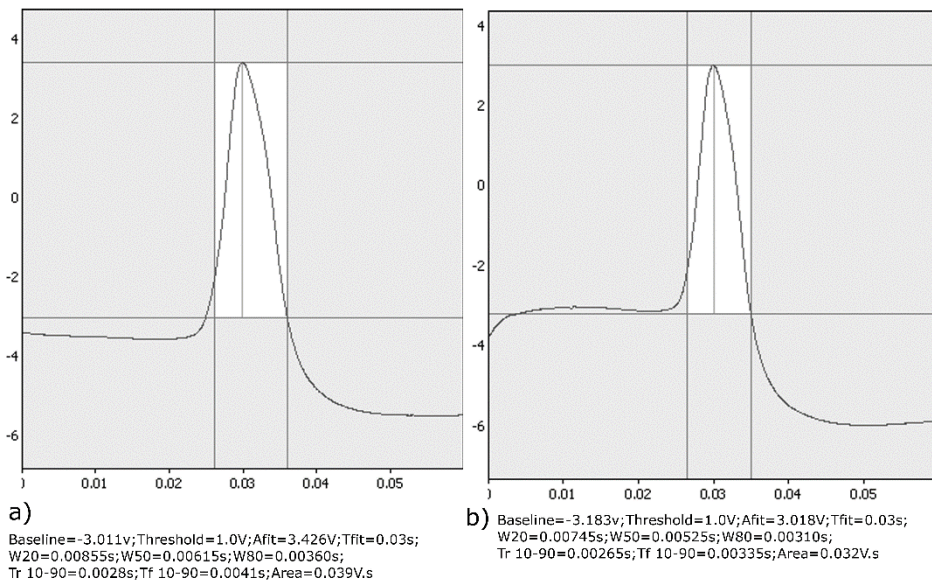 4
2
0
-2
-4
-6
0.01 0.02 0.03 0.04 0.05
a)
Baseline=-3.011v;Threshold=1.0V;Afit=3.426V;Tfit=0.03s;
W20=0.00855s;W50=0.00615s;W80=0.00360s;
Tr 10-90=0.0028s;Tf 10-90=0.0041s;Area=0.039V.s
4
2
0
-2
-4
-6
0 0.01 0.02 0.03 0.04 0.05
b)
Baseline=-3.183v;Threshold=1.0V;Afit=3.018V;Tfit=0.03s;
W20=0.00745s;W50=0.00525s;W80=0.00310s;
Tr 10-90=0.00265s;Tf 10-90=0.00335s;Area=0.032V.s